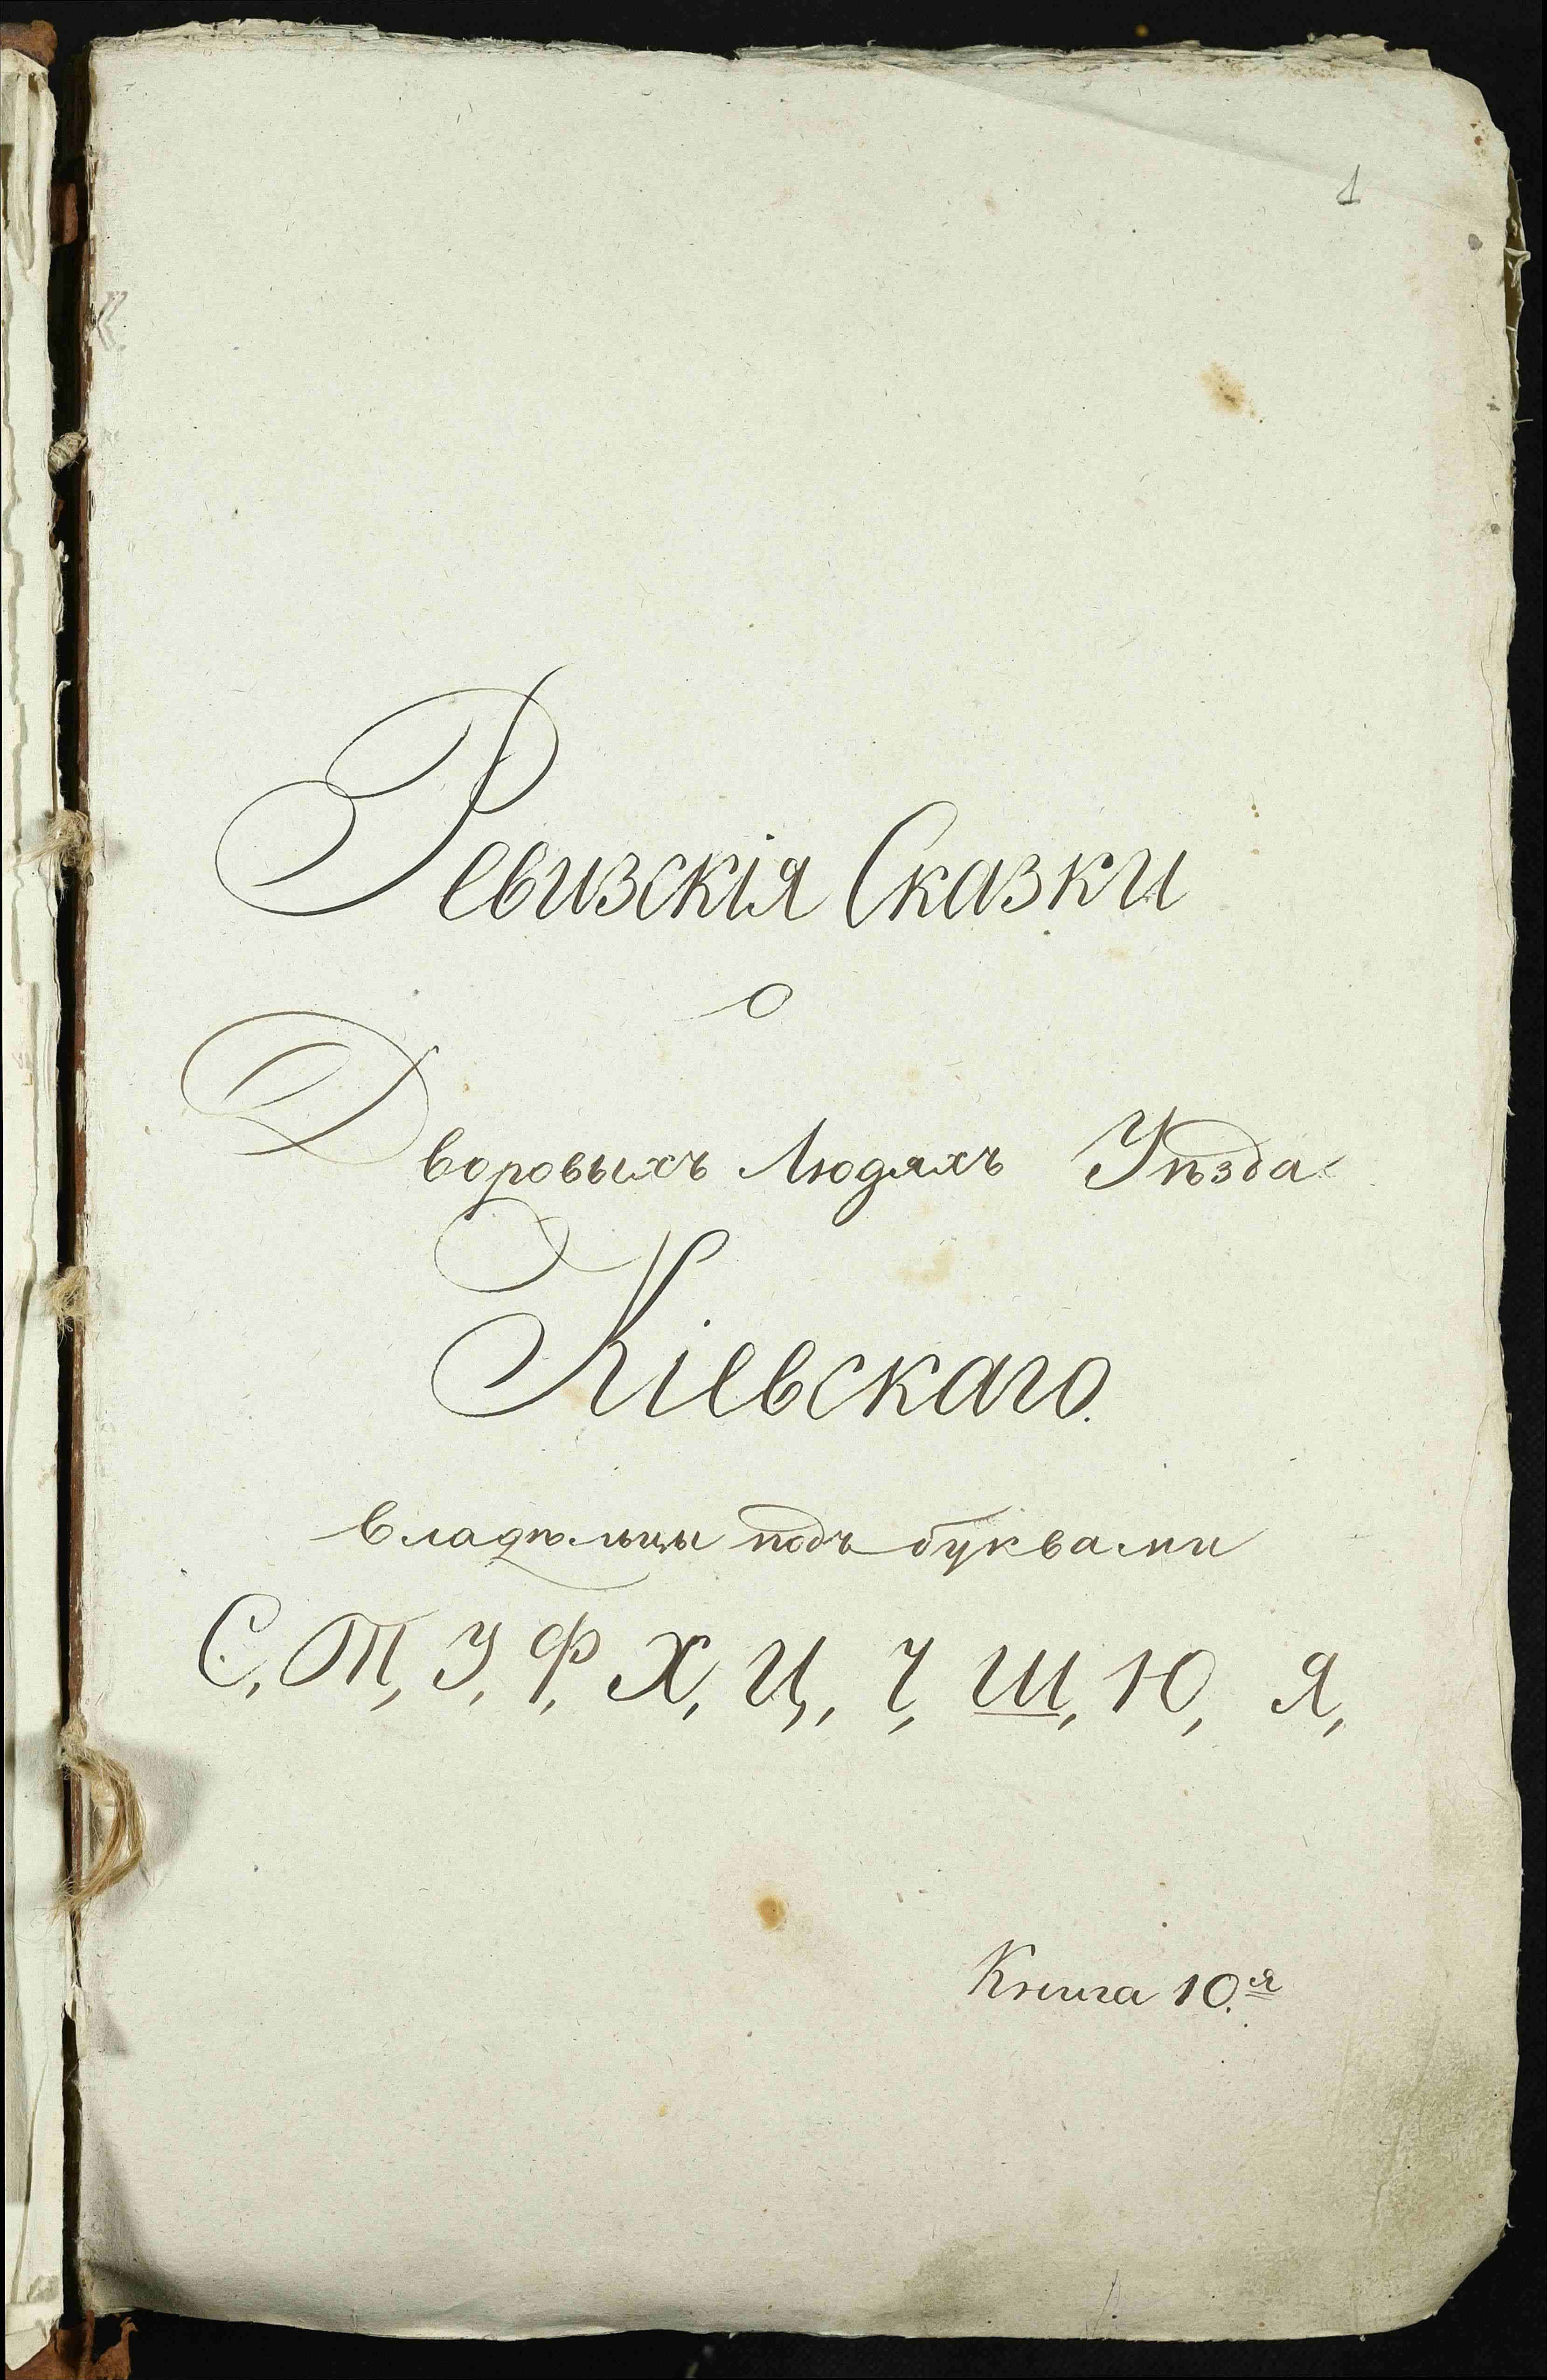 1
Ревизскія Сказки
о
Дворовыхъ Людяхъ Уѣзда
Кіевскаго.
Владѣльцы подъ буквами
С, Т, У, Ф, Х, Ц, Ч, Ш, Ю, Я,
Книга 10.я